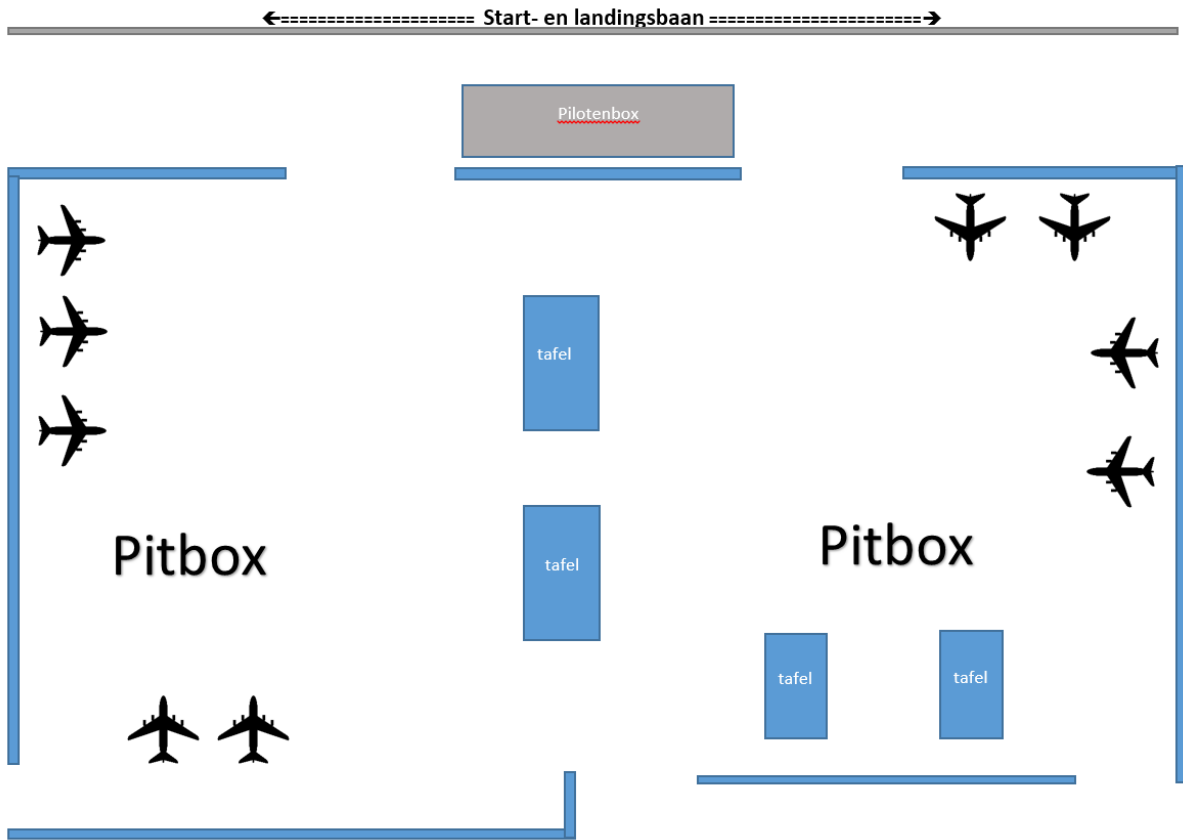 🡸==================== Start- en landingsbaan ====================🡺
Pilotenbox
tafel
Pitbox
Pitbox
tafel
tafel
tafel